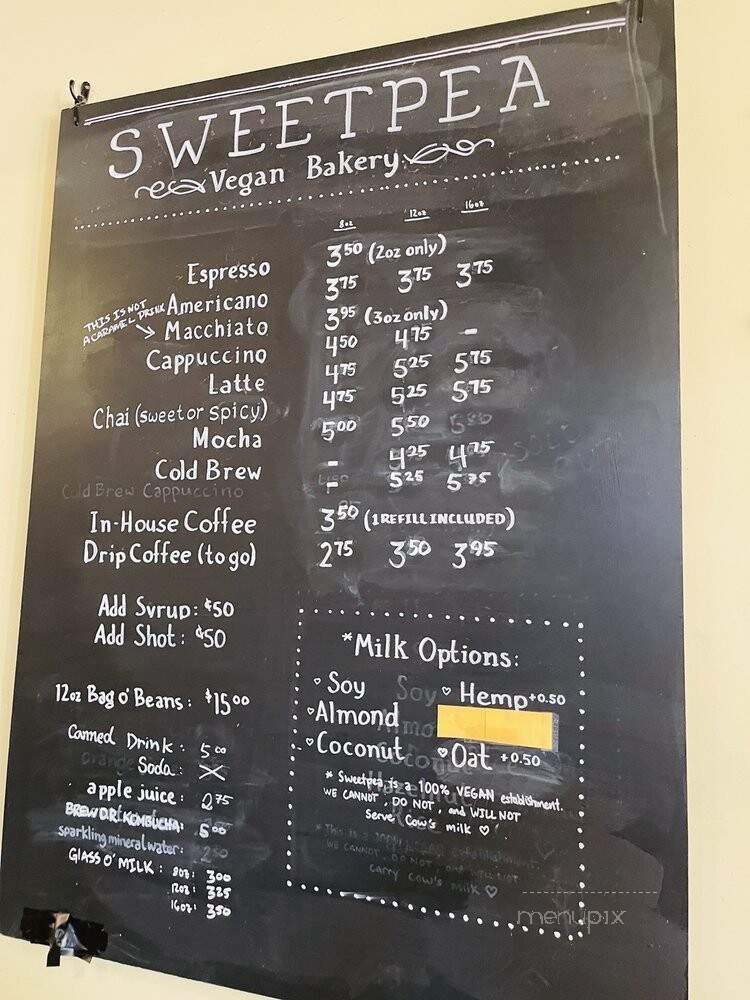 SWEETPEA
Vegan Bakery
8oz 12oz 16oz
Espresso 3.50 (2oz only) -
Americano 3.75 3.75 3.75
THIS IS NOT
A CARAMEL DRINK
Macchiato 3.95 (3oz only)
Cappuccino 4.50 4.75 -
Latte 4.75 5.25 5.75
Chai (sweet or spicy) 4.75 5.25 5.75
Mocha 5.00 5.50
Cold Brew - 4.25 4.75
Cold Brew Cappuccino - 5.25 5.75
In-House Coffee 3.50 (1 REFILL INCLUDED)
Drip Coffee (to go) 2.75 3.50 3.95
Add Syrup: ¢50
Add Shot: ¢50
*Milk Options:
Soy
Hemp +0.50
Almond
Coconut
Oat +0.50
* Sweetpea is a 100% VEGAN establishment.
WE CANNOT, DO NOT, and WILL NOT
Serve Cow's milk
carry cow's milk
12oz Bag o' Beans: $15.00
Canned Drink: 5.00
Soda: X
apple juice: 2.75
BREW DR. KOMBUCHA: 5.00
sparkling mineral water: 2.50
GLASS O' MILK: 8oz: 3.00
12oz: 3.25
16oz: 3.50
menupix